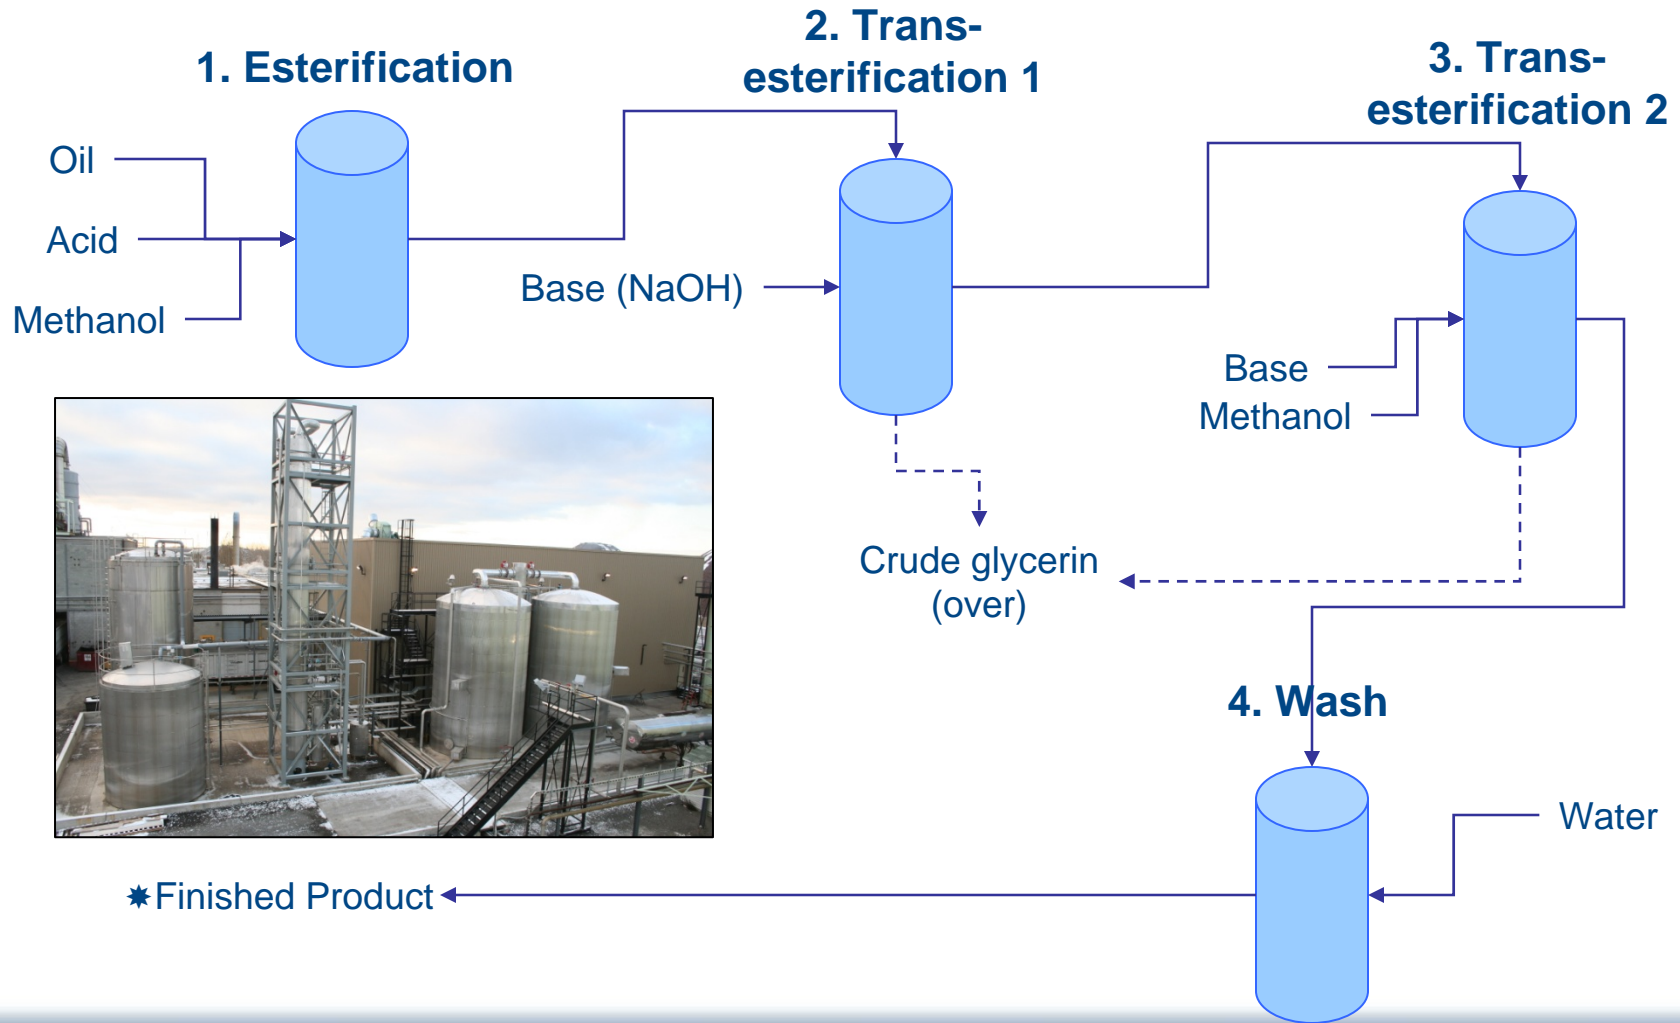 1. Esterification
2. Trans-
esterification 1
3. Trans-
esterification 2
Oil
Acid
Methanol
Base (NaOH)
Base
Methanol
Crude glycerin
(over)
4. Wash
Water
✷Finished Product